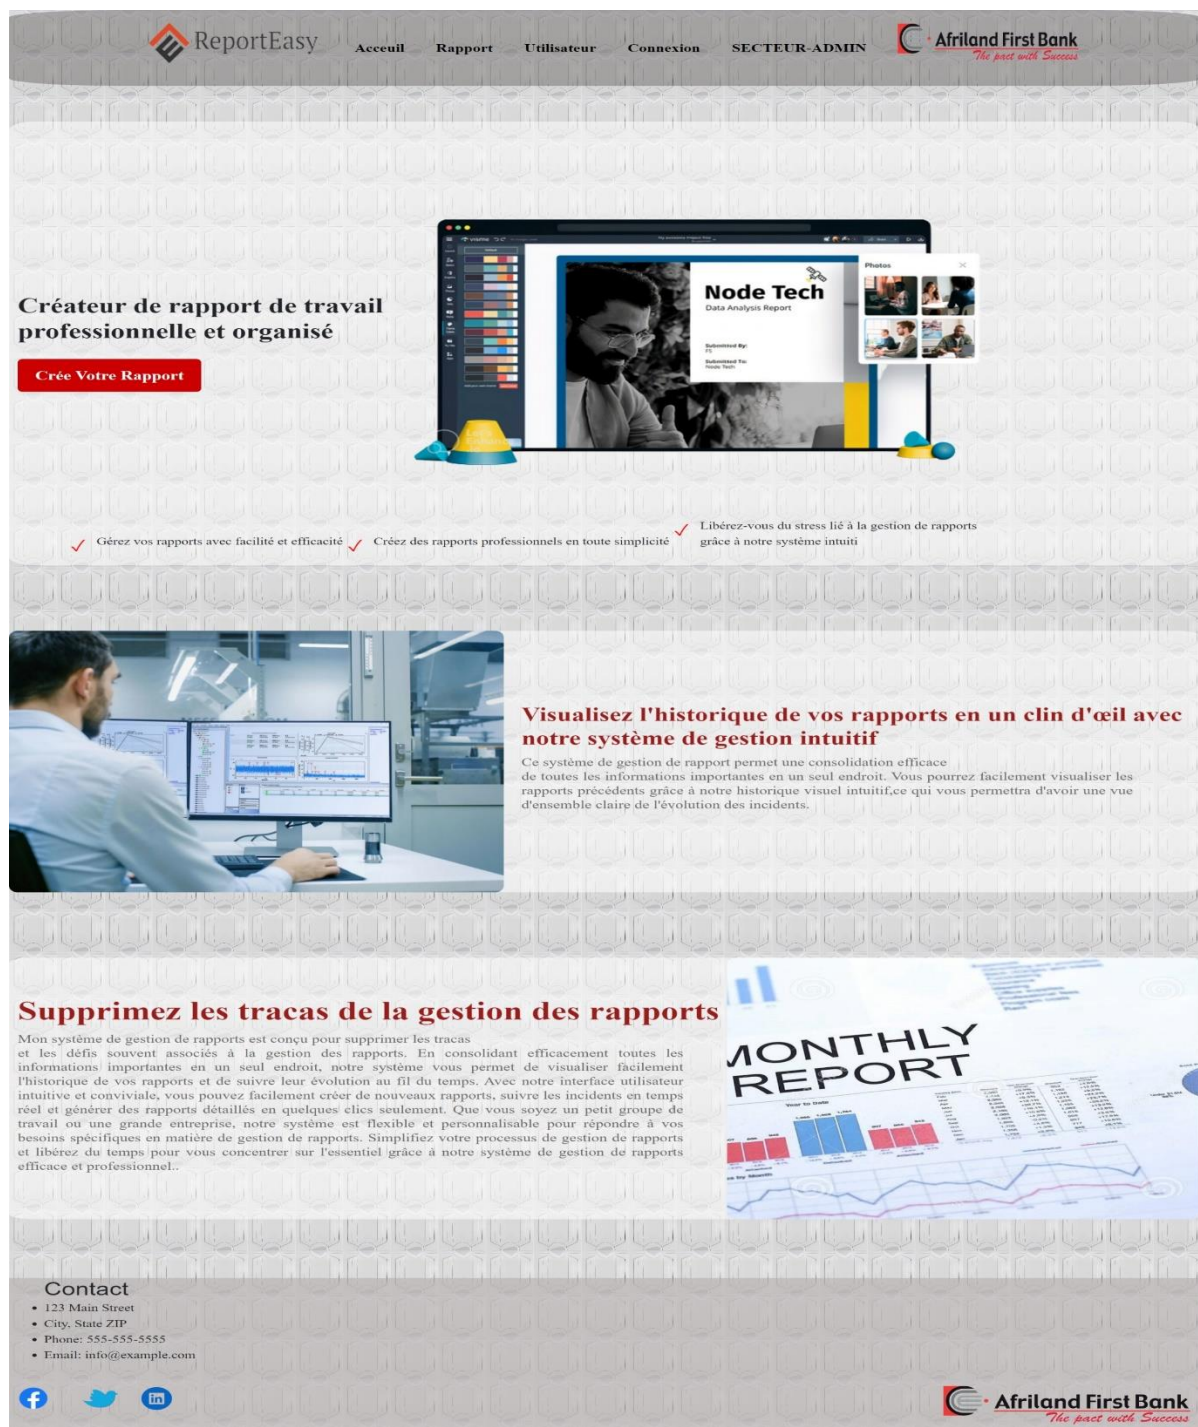 ReportEasy
Acceuil
Rapport
Utilisateur
Connexion
SECTEUR-ADMIN
Afriland First Bank
The pact with Success
visme
Photos
Node Tech
Data Analysis Report
Submitted By:
FS
Submitted To:
Node Tech
Créateur de rapport de travail
professionnelle et organisé
Crée Votre Rapport
Gérez vos rapports avec facilité et efficacité
Créez des rapports professionnels en toute simplicité
Libérez-vous du stress lié à la gestion de rapports
grâce à notre système intuiti
Visualisez l'historique de vos rapports en un clin d'œil avec
notre système de gestion intuitif
Ce système de gestion de rapport permet une consolidation efficace
de toutes les informations importantes en un seul endroit. Vous pourrez facilement visualiser les
rapports précédents grâce à notre historique visuel intuitif,ce qui vous permettra d'avoir une vue
d'ensemble claire de l'évolution des incidents.
Supprimez les tracas de la gestion des rapports
Mon système de gestion de rapports est conçu pour supprimer les tracas
et les défis souvent associés à la gestion des rapports. En consolidant efficacement toutes les
informations importantes en un seul endroit, notre système vous permet de visualiser facilement
l'historique de vos rapports et de suivre leur évolution au fil du temps. Avec notre interface utilisateur
intuitive et conviviale, vous pouvez facilement créer de nouveaux rapports, suivre les incidents en temps
réel et générer des rapports détaillés en quelques clics seulement. Que vous soyez un petit groupe de
travail ou une grande entreprise, notre système est flexible et personnalisable pour répondre à vos
besoins spécifiques en matière de gestion de rapports. Simplifiez votre processus de gestion de rapports
et libérez du temps pour vous concentrer sur l'essentiel grâce à notre système de gestion de rapports
efficace et professionnel..
MONTHLY
REPORT
Year to Date
by Month
Contact
123 Main Street
City, State ZIP
Phone: 555-555-5555
Email: info@example.com
Afriland First Bank
The pact with Success